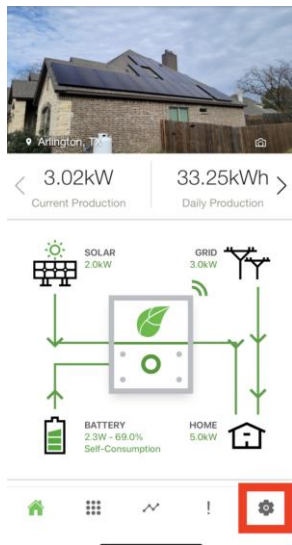 Arlington, TX
3.02kW
33.25kWh
Current Production
Daily Production
SOLAR
2.0kW
GRID
3.0kW
BATTERY
2.3W - 69.0%
Self-Consumption
HOME
5.0kW
!